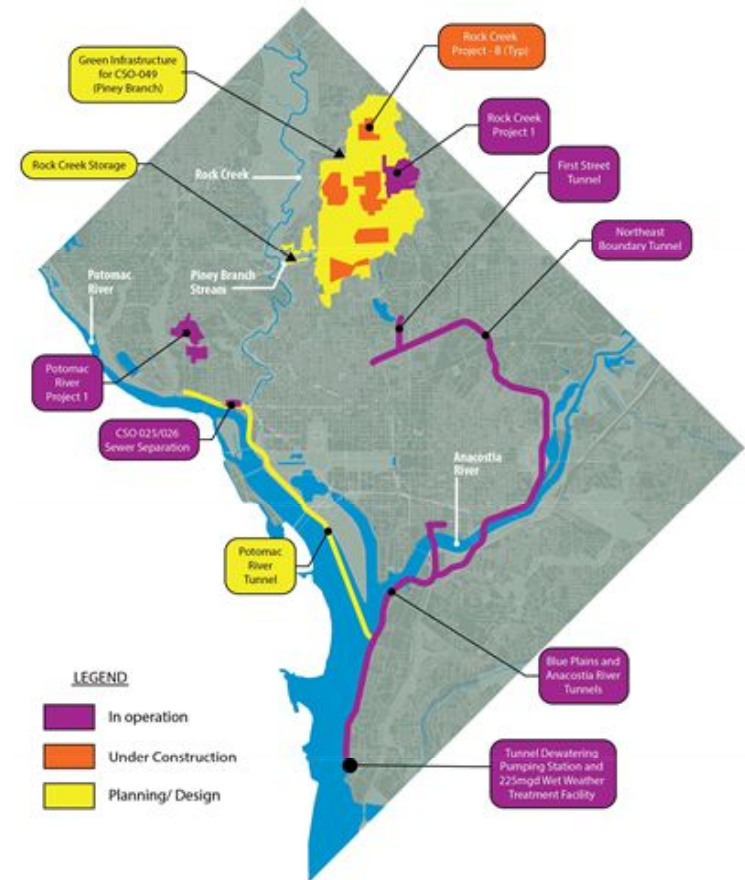 Rock Creek
Project - B (Typ)
Green Infrastructure
for CSO-049
(Piney Branch)
Rock Creek
Project 1
Rock Creek Storage
Rock Creek
First Street
Tunnel
Northeast
Boundary Tunnel
Potomac
River
Piney Branch
Stream
Potomac
River
Project 1
CSO 025/026
Sewer Separation
Anacostia
River
Potomac
River
Tunnel
Blue Plains and
Anacostia River
Tunnels
LEGEND
In operation
Under Construction
Planning/ Design
Tunnel Dewatering
Pumping Station and
225mgd Wet Weather
Treatment Facility